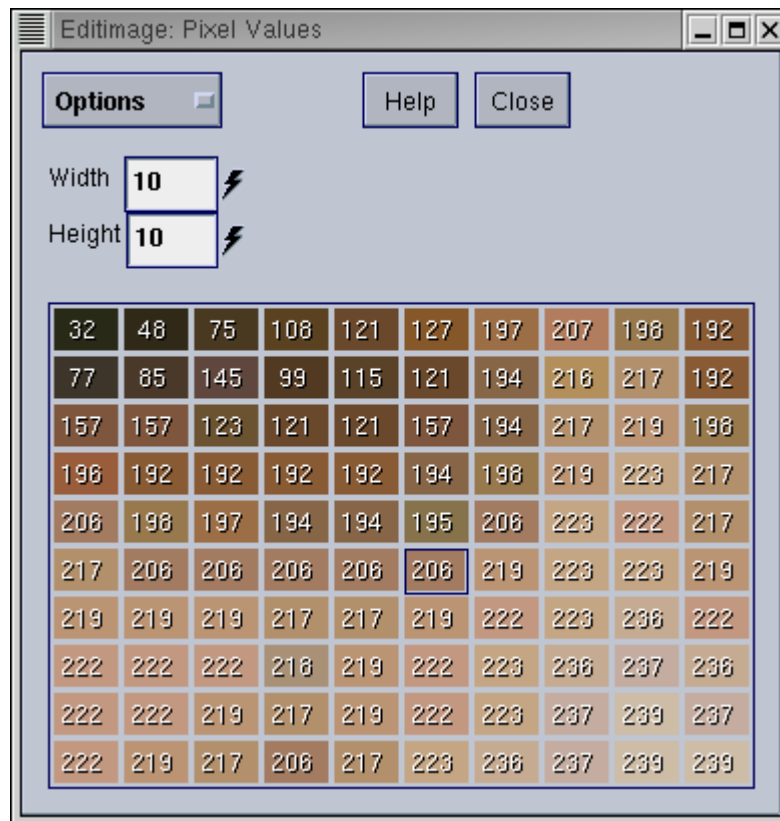 Editimage: Pixel Values
Options Help Close
Width 10
Height 10
32 48 75 108 121 127 197 207 198 192
77 85 145 99 115 121 194 216 217 192
157 157 123 121 121 157 194 217 219 198
196 192 192 192 192 194 198 219 223 217
206 198 197 194 194 195 206 223 222 217
217 206 206 206 206 206 219 223 223 219
219 219 219 217 217 219 222 223 236 222
222 222 222 218 219 222 223 236 237 236
222 222 219 217 219 222 223 237 239 237
222 219 217 206 217 223 236 237 239 239